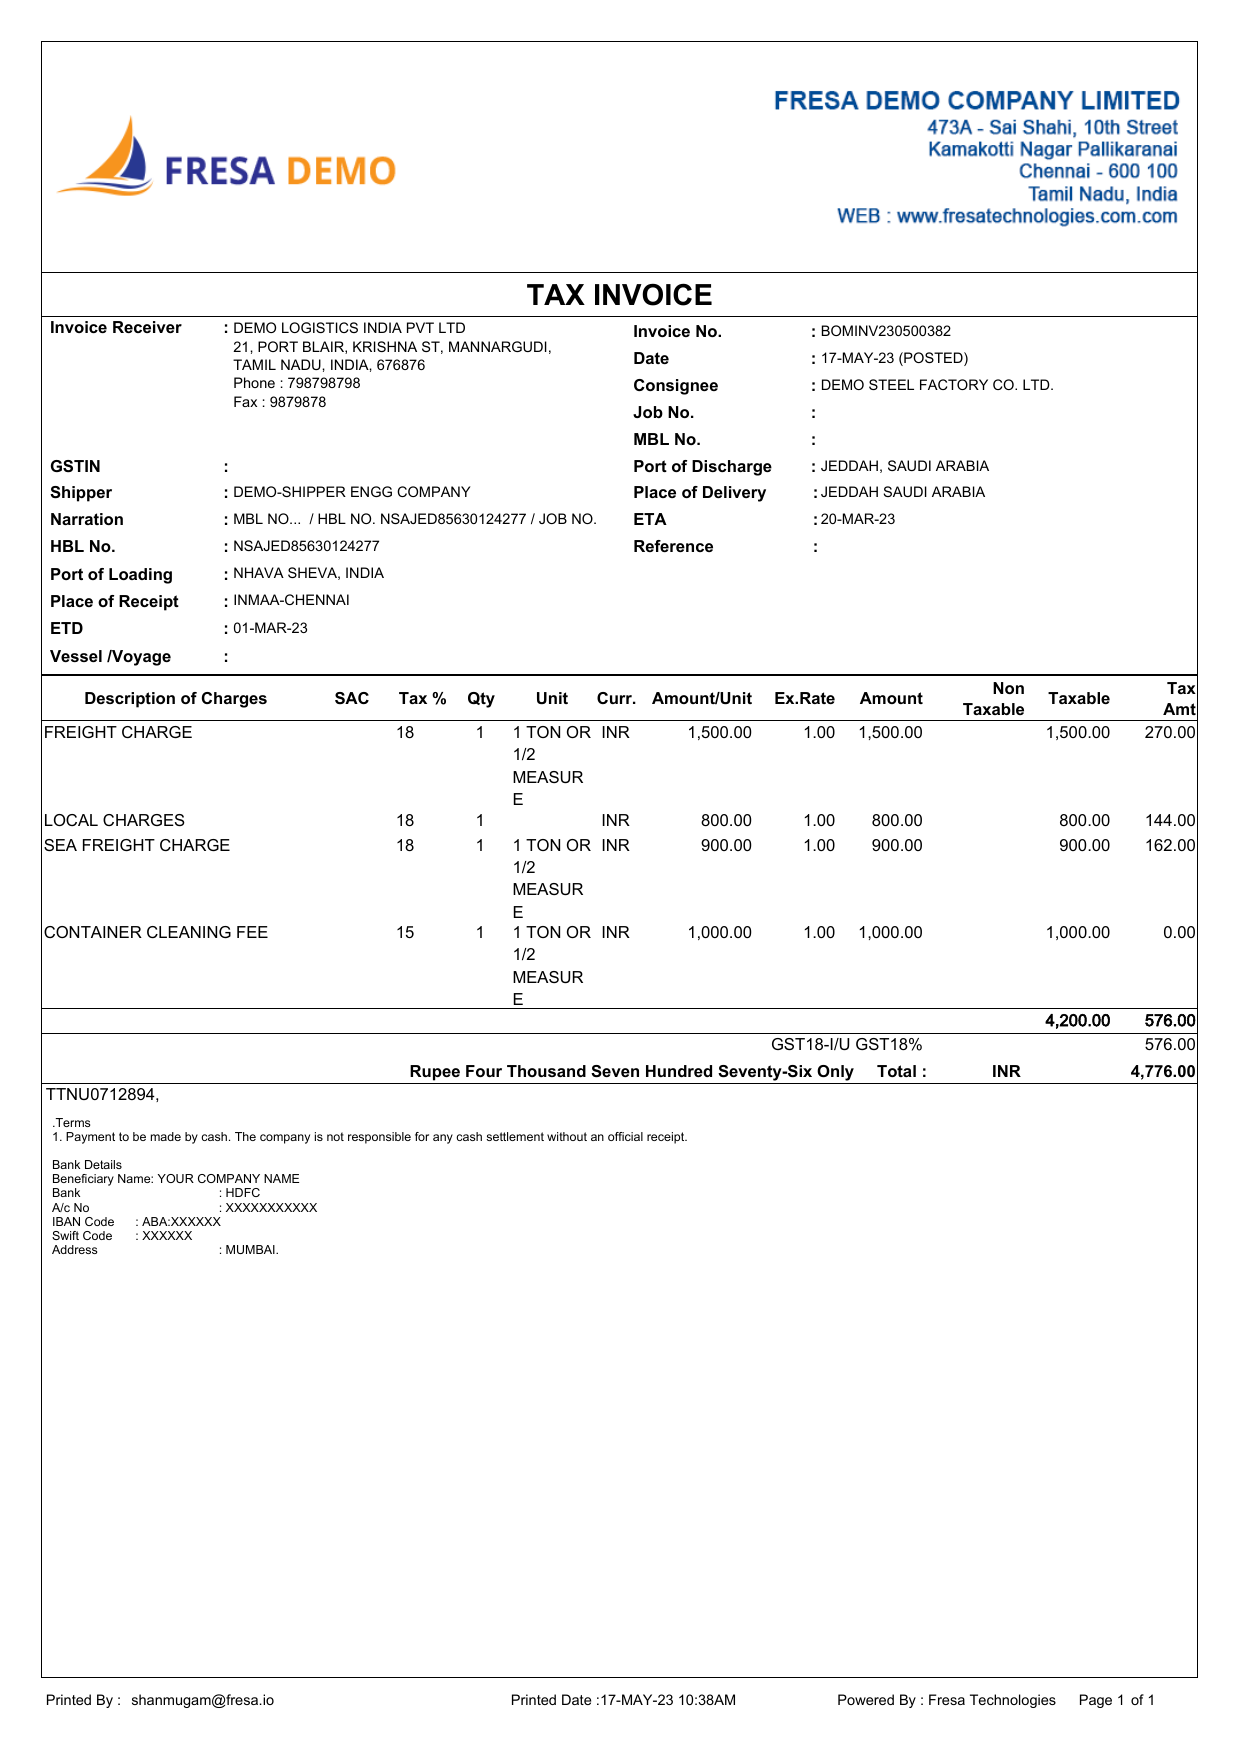 FRESA DEMO
FRESA DEMO COMPANY LIMITED
473A - Sai Shahi, 10th Street
Kamakotti Nagar Pallikaranai
Chennai - 600 100
Tamil Nadu, India
WEB : www.fresatechnologies.com.com
TAX INVOICE
Invoice Receiver : DEMO LOGISTICS INDIA PVT LTD
21, PORT BLAIR, KRISHNA ST, MANNARGUDI,
TAMIL NADU, INDIA, 676876
Phone : 798798798
Fax : 9879878
GSTIN :
Shipper : DEMO-SHIPPER ENGG COMPANY
Narration : MBL NO... / HBL NO. NSAJED85630124277 / JOB NO.
HBL No. : NSAJED85630124277
Port of Loading : NHAVA SHEVA, INDIA
Place of Receipt : INMAA-CHENNAI
ETD : 01-MAR-23
Vessel /Voyage :
Invoice No. : BOMINV230500382
Date : 17-MAY-23 (POSTED)
Consignee : DEMO STEEL FACTORY CO. LTD.
Job No. :
MBL No. :
Port of Discharge : JEDDAH, SAUDI ARABIA
Place of Delivery : JEDDAH SAUDI ARABIA
ETA : 20-MAR-23
Reference :
Description of Charges SAC Tax % Qty Unit Curr. Amount/Unit Ex.Rate Amount Non Taxable Taxable Tax Amt
FREIGHT CHARGE 18 1 1 TON OR INR 1,500.00 1.00 1,500.00 1,500.00 270.00
1/2
MEASUR
E
LOCAL CHARGES 18 1 INR 800.00 1.00 800.00 800.00 144.00
SEA FREIGHT CHARGE 18 1 1 TON OR INR 900.00 1.00 900.00 900.00 162.00
1/2
MEASUR
E
CONTAINER CLEANING FEE 15 1 1 TON OR INR 1,000.00 1.00 1,000.00 1,000.00 0.00
1/2
MEASUR
E
4,200.00 576.00
GST18-I/U GST18% 576.00
Rupee Four Thousand Seven Hundred Seventy-Six Only Total : INR 4,776.00
TTNU0712894,
.Terms
1. Payment to be made by cash. The company is not responsible for any cash settlement without an official receipt.
Bank Details
Beneficiary Name: YOUR COMPANY NAME
Bank : HDFC
A/c No : XXXXXXXXXXX
IBAN Code : ABA:XXXXXX
Swift Code : XXXXXX
Address : MUMBAI.
Printed By : shanmugam@fresa.io Printed Date :17-MAY-23 10:38AM Powered By : Fresa Technologies Page 1 of 1